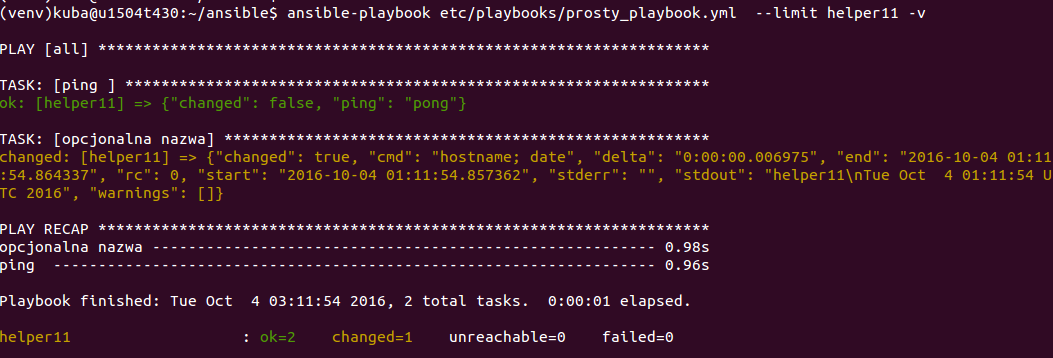 (venv)kuba@u1504t430:~/ansible$ ansible-playbook etc/playbooks/prosty_playbook.yml  --limit helper11 -v
PLAY [all] ********************************************************************
TASK: [ping ] *****************************************************************
ok: [helper11] => {"changed": false, "ping": "pong"}
TASK: [opcjonalna nazwa] ******************************************************
changed: [helper11] => {"changed": true, "cmd": "hostname; date", "delta": "0:00:00.006975", "end": "2016-10-04 01:11
:54.864337", "rc": 0, "start": "2016-10-04 01:11:54.857362", "stderr": "", "stdout": "helper11\nTue Oct  4 01:11:54 U
TC 2016", "warnings": []}
PLAY RECAP ********************************************************************
opcjonalna nazwa -------------------------------------------------------- 0.98s
ping  ------------------------------------------------------------------- 0.96s
Playbook finished: Tue Oct  4 03:11:54 2016, 2 total tasks.  0:00:01 elapsed.
helper11                   : ok=2    changed=1    unreachable=0    failed=0